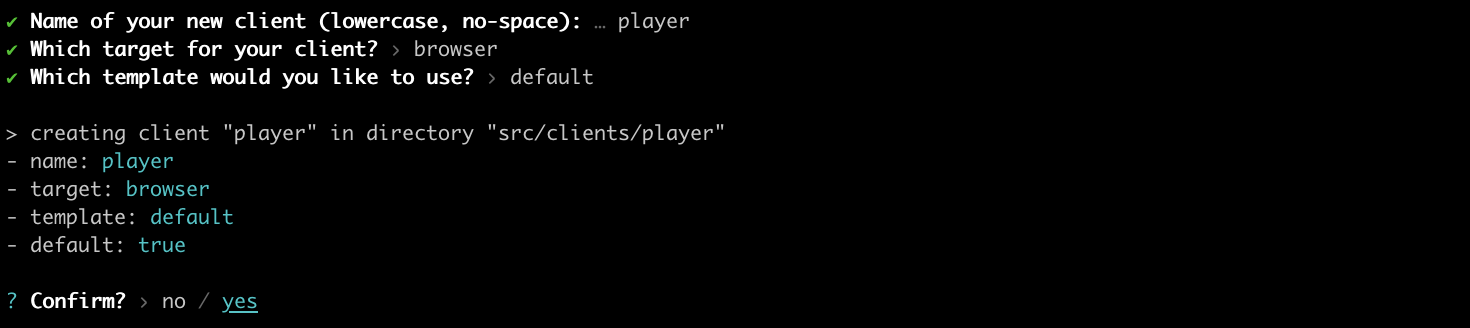 ✔ Name of your new client (lowercase, no-space): … player
✔ Which target for your client? › browser
✔ Which template would you like to use? › default
> creating client "player" in directory "src/clients/player"
- name: player
- target: browser
- template: default
- default: true
? Confirm? › no / yes